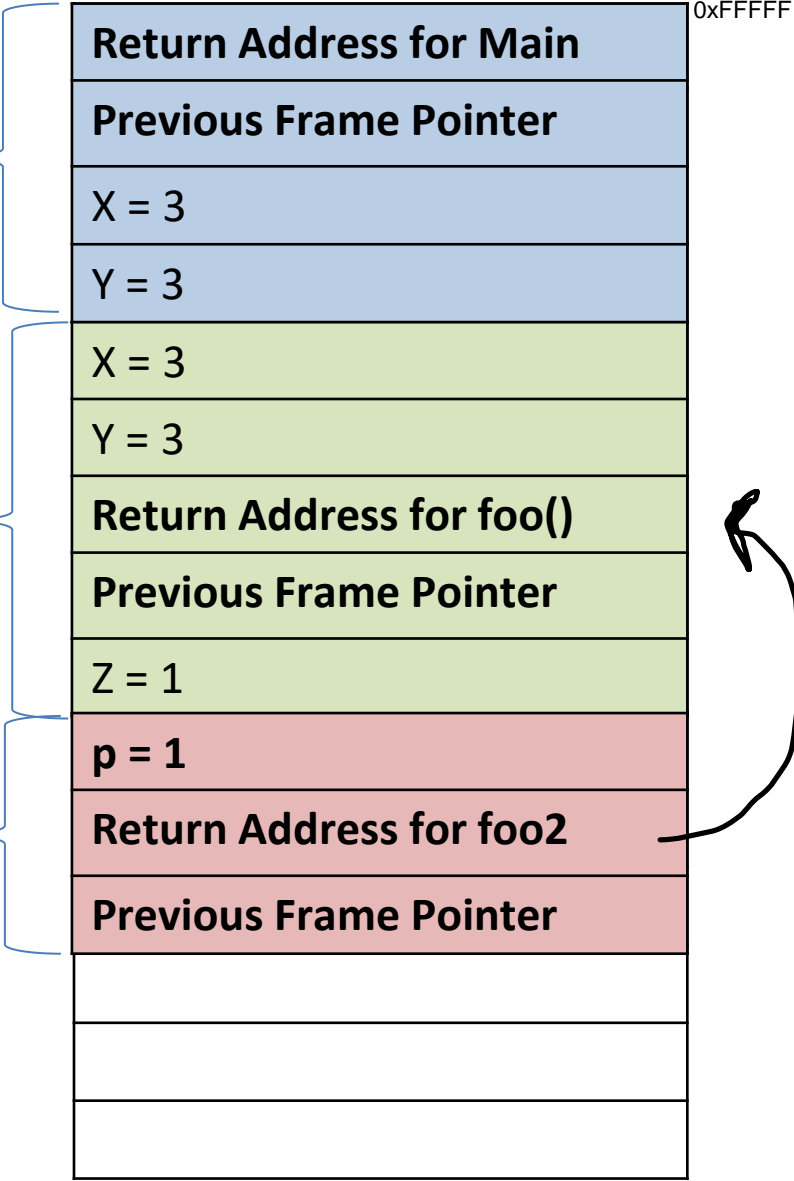 0xFFFFF
Return Address for Main
Previous Frame Pointer
X = 3
Y = 3
X = 3
Y = 3
Return Address for foo()
Previous Frame Pointer
Z = 1
p = 1
Return Address for foo2
Previous Frame Pointer